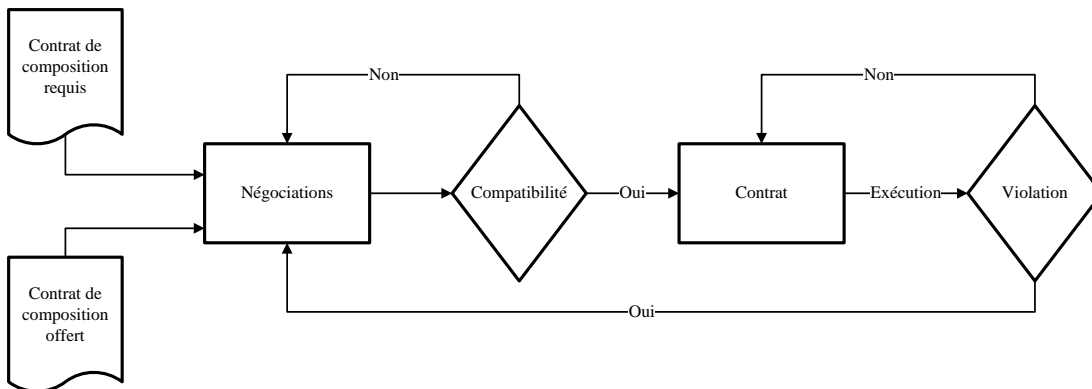 Contrat de
composition
requis
Non
Non
Négociations
Compatibilité
Oui
Contrat
Exécution
Violation
Contrat de
composition
offert
Oui